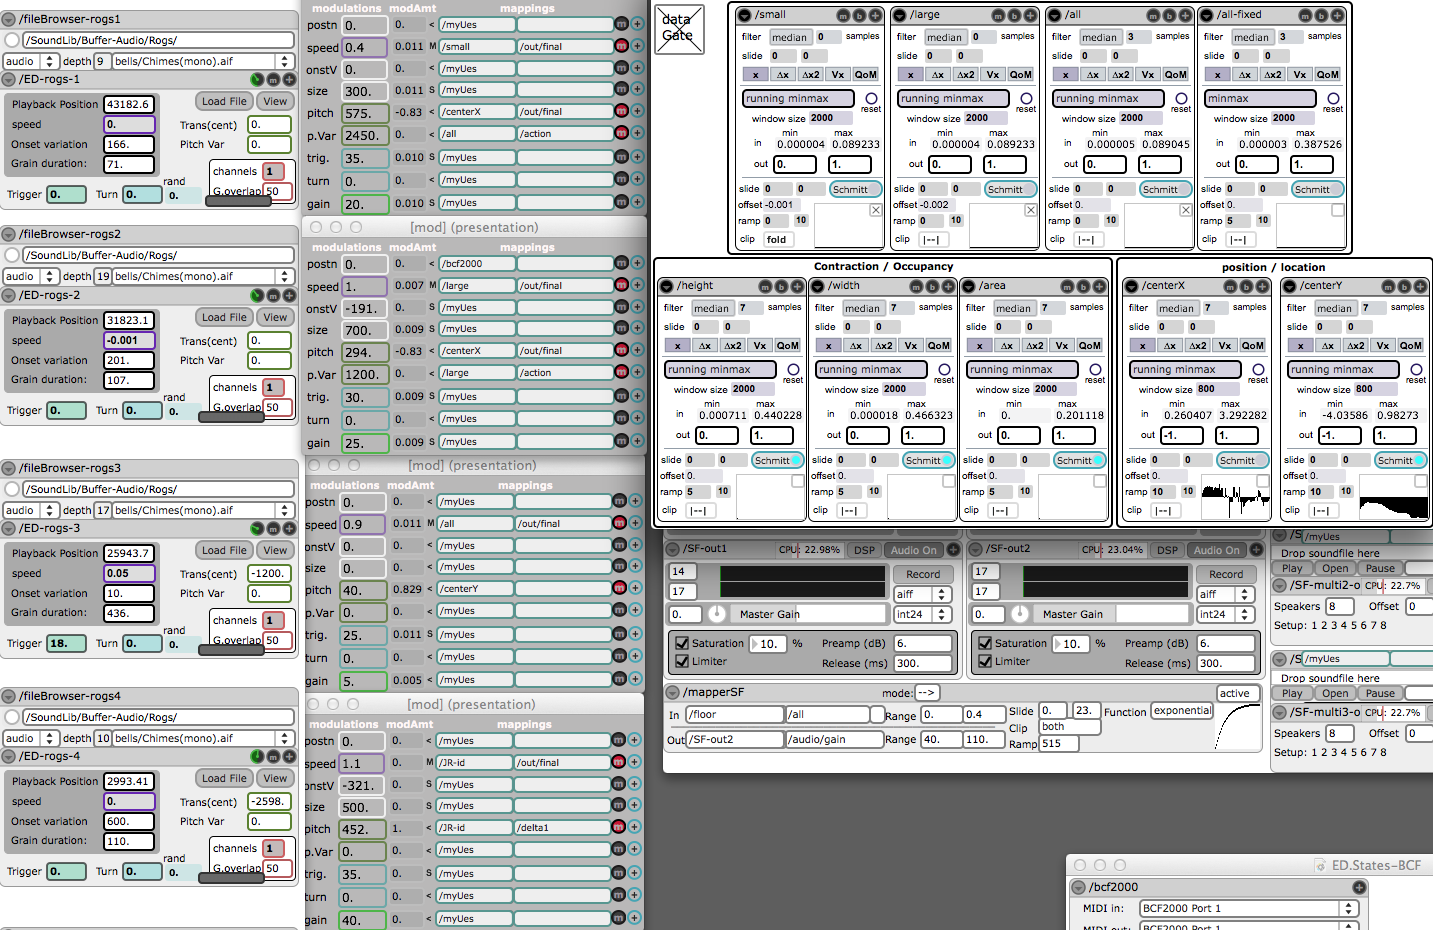 /fileBrowser-rogs1
/SoundLib/Buffer-Audio/Rogs/
audio depth 9 bells/Chimes(mono).aif
/ED-rogs-1 m +
Playback Position 43182.6 Load File View
speed 0. Trans(cent) 0.
Onset variation 166. Pitch Var 0.
Grain duration: 71.
channels 1
rand G.overlap 50
Trigger 0. Turn 0. 0.
/fileBrowser-rogs2
/SoundLib/Buffer-Audio/Rogs/
audio depth 19 bells/Chimes(mono).aif
/ED-rogs-2 m +
Playback Position 31823.1 Load File View
speed -0.001 Trans(cent) 0.
Onset variation 201. Pitch Var 0.
Grain duration: 107.
channels 1
rand G.overlap 50
Trigger 0. Turn 0. 0.
/fileBrowser-rogs3
/SoundLib/Buffer-Audio/Rogs/
audio depth 17 bells/Chimes(mono).aif
/ED-rogs-3 m +
Playback Position 25943.7 Load File View
speed 0.05 Trans(cent) -1200.
Onset variation 10. Pitch Var 0.
Grain duration: 436.
channels 1
rand G.overlap 50
Trigger 18. Turn 0. 0.
/fileBrowser-rogs4
/SoundLib/Buffer-Audio/Rogs/
audio depth 10 bells/Chimes(mono).aif
/ED-rogs-4 m +
Playback Position 2993.41 Load File View
speed 0. Trans(cent) -2598.
Onset variation 600. Pitch Var 0.
Grain duration: 110.
channels 1
rand G.overlap 50
Trigger 0. Turn 0. 0.
modulations modAmt mappings
postn 0. 0. < /myUes m +
speed 0.4 0.011 M /small /out/final m +
onstV 0. 0. < /myUes m +
size 300. 0.011 S /myUes m +
pitch 575. -0.83 < /centerX /out/final m +
p.Var 2450. 0. < /all /action m +
trig. 35. 0.010 S /myUes m +
turn 0. 0. < /myUes m +
gain 20. 0.010 S /myUes m +
[mod] (presentation)
modulations modAmt mappings
postn 0. 0. < /bcf2000 m +
speed 1. 0.007 M /large /out/final m +
onstV -191. 0. < /myUes m +
size 700. 0.009 S /myUes m +
pitch 294. -0.83 < /centerX /out/final m +
p.Var 1200. 0. < /large /action m +
trig. 30. 0.009 S /myUes m +
turn 0. 0. < /myUes m +
gain 25. 0.009 S /myUes m +
[mod] (presentation)
modulations modAmt mappings
postn 0. 0. < /myUes m +
speed 0.9 0.011 M /all /out/final m +
onstV 0. 0. < /myUes m +
size 0. 0. < /myUes m +
pitch 40. 0.829 < /centerY m +
p.Var 0. 0. < /myUes m +
trig. 25. 0.011 S /myUes m +
turn 0. 0. < /myUes m +
gain 5. 0.005 < /myUes m +
[mod] (presentation)
modulations modAmt mappings
postn 0. 0. < /myUes m +
speed 1.1 0. M /JR-id /out/final m +
onstV -321. 0. S /myUes m +
size 500. 0. S /myUes m +
pitch 452. 1. < /JR-id /delta1 m +
p.Var 0. 0. < /myUes m +
trig. 35. 0. S /myUes m +
turn 0. 0. < /myUes m +
gain 40. 0. S /myUes m +
data
Gate
/small m b +
filter median 0 samples
slide 0 0
x Δx Δx2 Vx QoM
running minmax reset
window size 2000
min max
in 0.000004 0.089233
out 0. 1.
slide 0 0 Schmitt
offset -0.001
ramp 0 10
clip fold
/large m b +
filter median 0 samples
slide 0 0
x Δx Δx2 Vx QoM
running minmax reset
window size 2000
min max
in 0.000004 0.089233
out 0. 1.
slide 0 0 Schmitt
offset -0.002
ramp 0 10
clip |--|
/all m b +
filter median 3 samples
slide 0 0
x Δx Δx2 Vx QoM
running minmax reset
window size 2000
min max
in 0.000005 0.089045
out 0. 1.
slide 0 0 Schmitt
offset 0.
ramp 0 10
clip |--|
/all-fixed m b +
filter median 3 samples
slide 0 0
x Δx Δx2 Vx QoM
minmax reset
window size 2000
min max
in 0.000003 0.387526
out 0. 1.
slide 0 0 Schmitt
offset 0.
ramp 5 10
clip |--|
Contraction / Occupancy
/height m b +
filter median 7 samples
slide 0 0
x Δx Δx2 Vx QoM
running minmax reset
window size 2000
min max
in 0.000711 0.440228
out 0. 1.
slide 0 0 Schmitt
offset 0.
ramp 5 10
clip |--|
/width m b +
filter median 7 samples
slide 0 0
x Δx Δx2 Vx QoM
running minmax reset
window size 2000
min max
in 0.000018 0.466323
out 0. 1.
slide 0 0 Schmitt
offset 0.
ramp 5 10
clip |--|
/area m b +
filter median 7 samples
slide 0 0
x Δx Δx2 Vx QoM
running minmax reset
window size 2000
min max
in 0. 0.201118
out 0. 1.
slide 0 0 Schmitt
offset 0.
ramp 5 10
clip |--|
position / location
/centerX m b +
filter median 7 samples
slide 0 0
x Δx Δx2 Vx QoM
running minmax reset
window size 800
min max
in 0.260407 3.292282
out -1. 1.
slide 0 0 Schmitt
offset 0.
ramp 10 10
clip |--|
/centerY m b +
filter median 7 samples
slide 0 0
x Δx Δx2 Vx QoM
running minmax reset
window size 800
min max
in -4.03586 0.98273
out -1. 1.
slide 0 0 Schmitt
offset 0.
ramp 10 10
clip |--|
/SF-out1 CPU: 22.98% DSP Audio On +
14 Record
17 aiff
0. Master Gain int24
Saturation 10. % Preamp (dB) 6.
Limiter Release (ms) 300.
/SF-out2 CPU: 23.04% DSP Audio On +
17 Record
17 aiff
0. Master Gain int24
Saturation 10. % Preamp (dB) 6.
Limiter Release (ms) 300.
/mapperSF mode: --> active
In /floor /all Range 0. 0.4 Slide 0. 23. Function exponential
Clip both
Out /SF-out2 /audio/gain Range 40. 110. Ramp 515
/S /myUes
Drop soundfile here
Play Open Pause
/SF-multi2-o CPU: 22.7%
Speakers 8 Offset 0
Setup: 1 2 3 4 5 6 7 8
/S /myUes
Drop soundfile here
Play Open Pause
/SF-multi3-o CPU: 22.7%
Speakers 8 Offset 0
Setup: 1 2 3 4 5 6 7 8
ED.States-BCF
/bcf2000 +
MIDI in: BCF2000 Port 1
MIDI out: BCF2000 Port 1